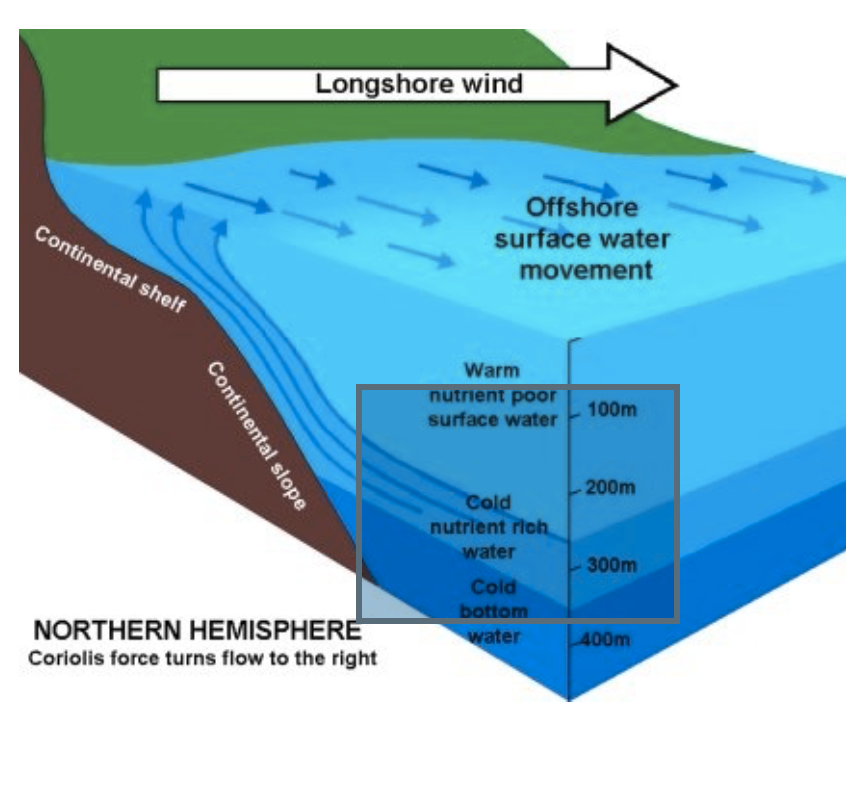 Longshore wind
Offshore
surface water
movement
Continental shelf
Continental slope
Warm
nutrient poor
surface water
100m
200m
Cold
nutrient rich
water
300m
Cold
bottom
water
400m
NORTHERN HEMISPHERE
Coriolis force turns flow to the right